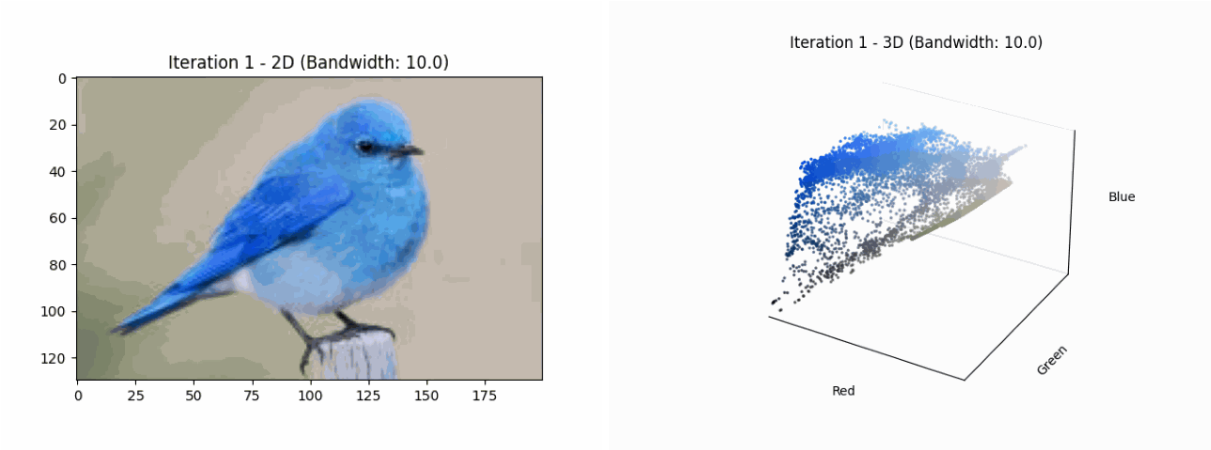 Iteration 1 - 2D (Bandwidth: 10.0)
0
20
40
60
80
100
120
0 25 50 75 100 125 150 175
Iteration 1 - 3D (Bandwidth: 10.0)
Blue
Green
Red